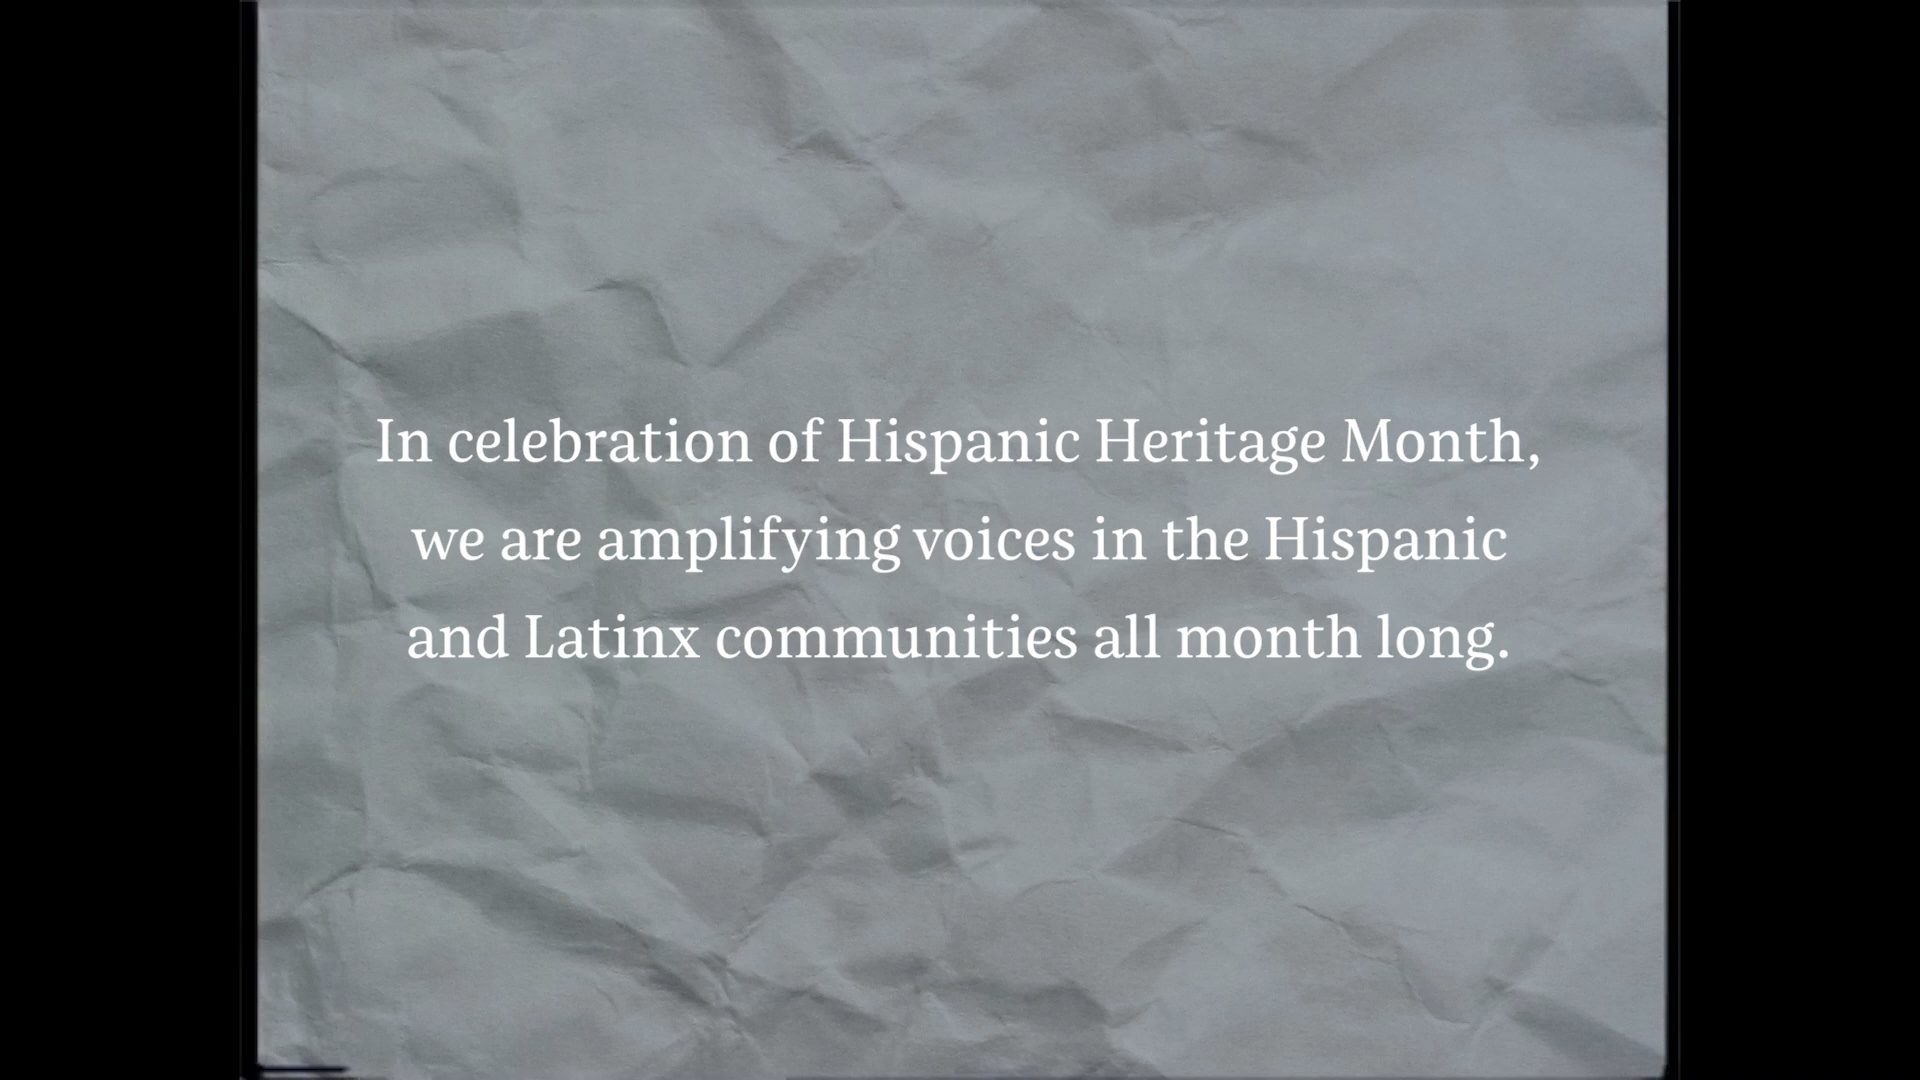 In celebration of Hispanic Heritage Month,
we are amplifying voices in the Hispanic
and Latinx communities all month long.